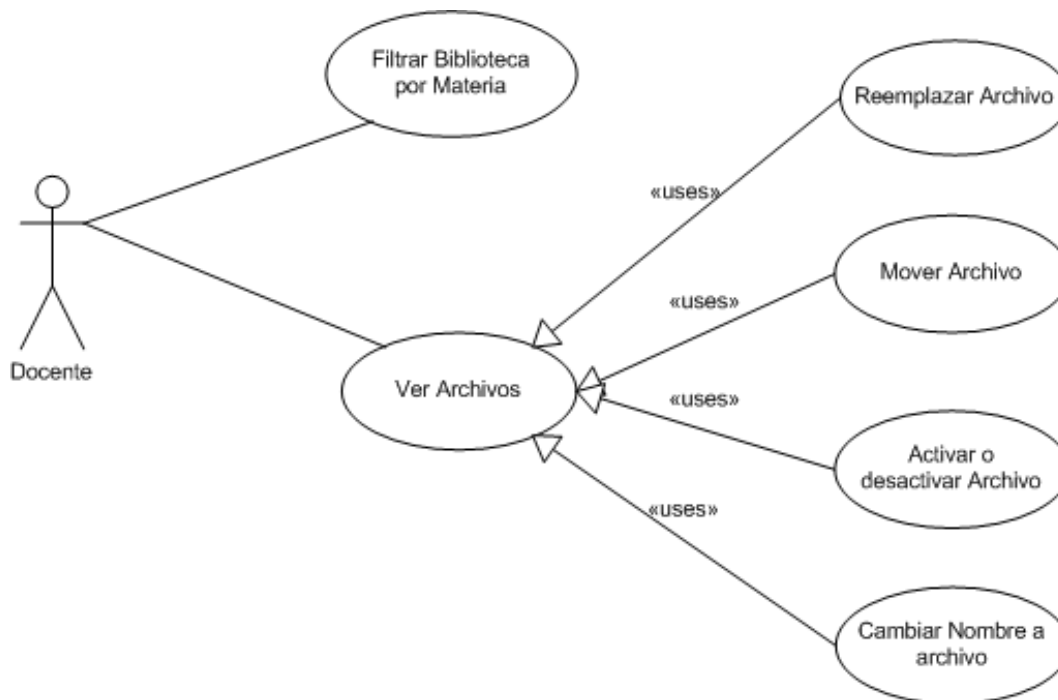 Filtrar Biblioteca
por Materia
Reemplazar Archivo
«uses»
Mover Archivo
«uses»
Docente
Ver Archivos
«uses»
Activar o
desactivar Archivo
«uses»
Cambiar Nombre a
archivo